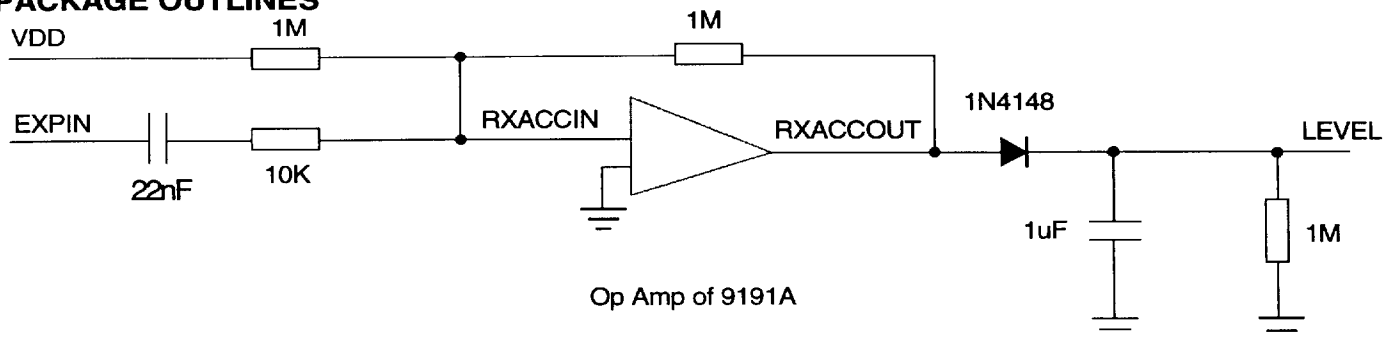 PACKAGE OUTLINES
VDD
1M
1M
EXPIN
22nF
10K
RXACCIN
RXACCOUT
1N4148
LEVEL
1uF
1M
Op Amp of 9191A